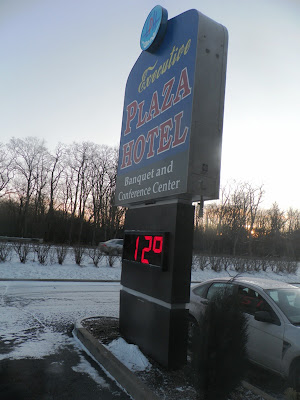 Executive
PLAZA
HOTEL
Banquet and
Conference Center
12°